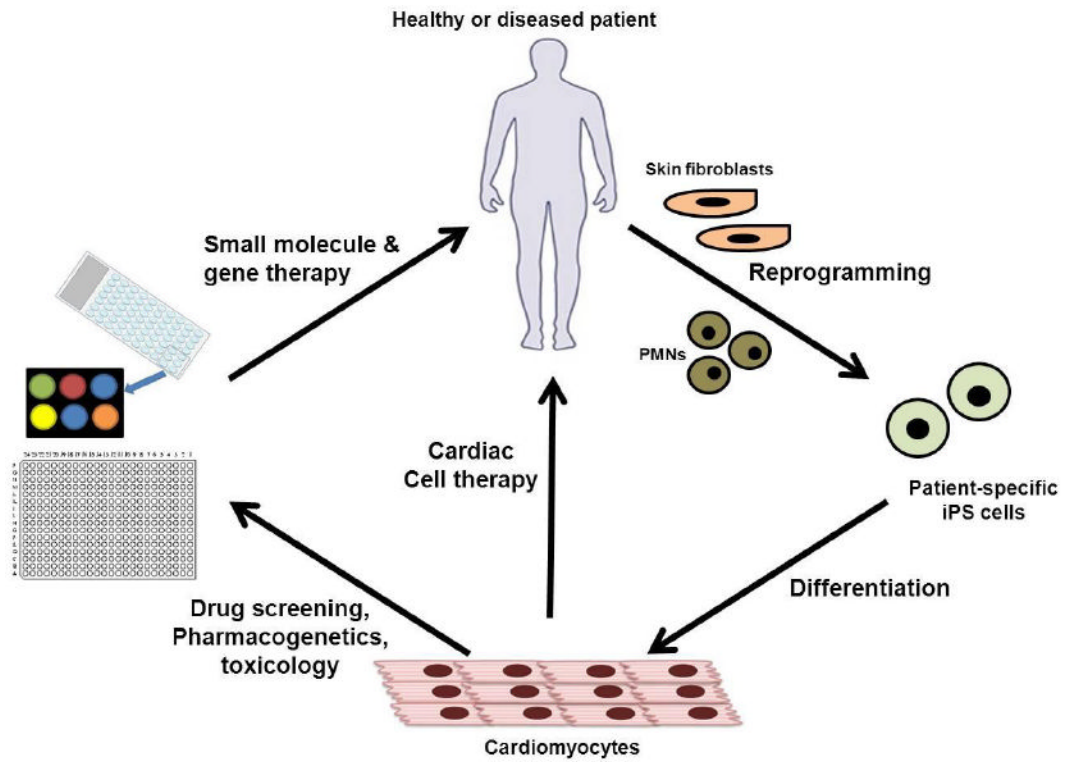 Healthy or diseased patient
Skin fibroblasts
Small molecule &
gene therapy
Reprogramming
PMNs
Cardiac
Cell therapy
Patient-specific
iPS cells
Differentiation
Drug screening,
Pharmacogenetics,
toxicology
Cardiomyocytes